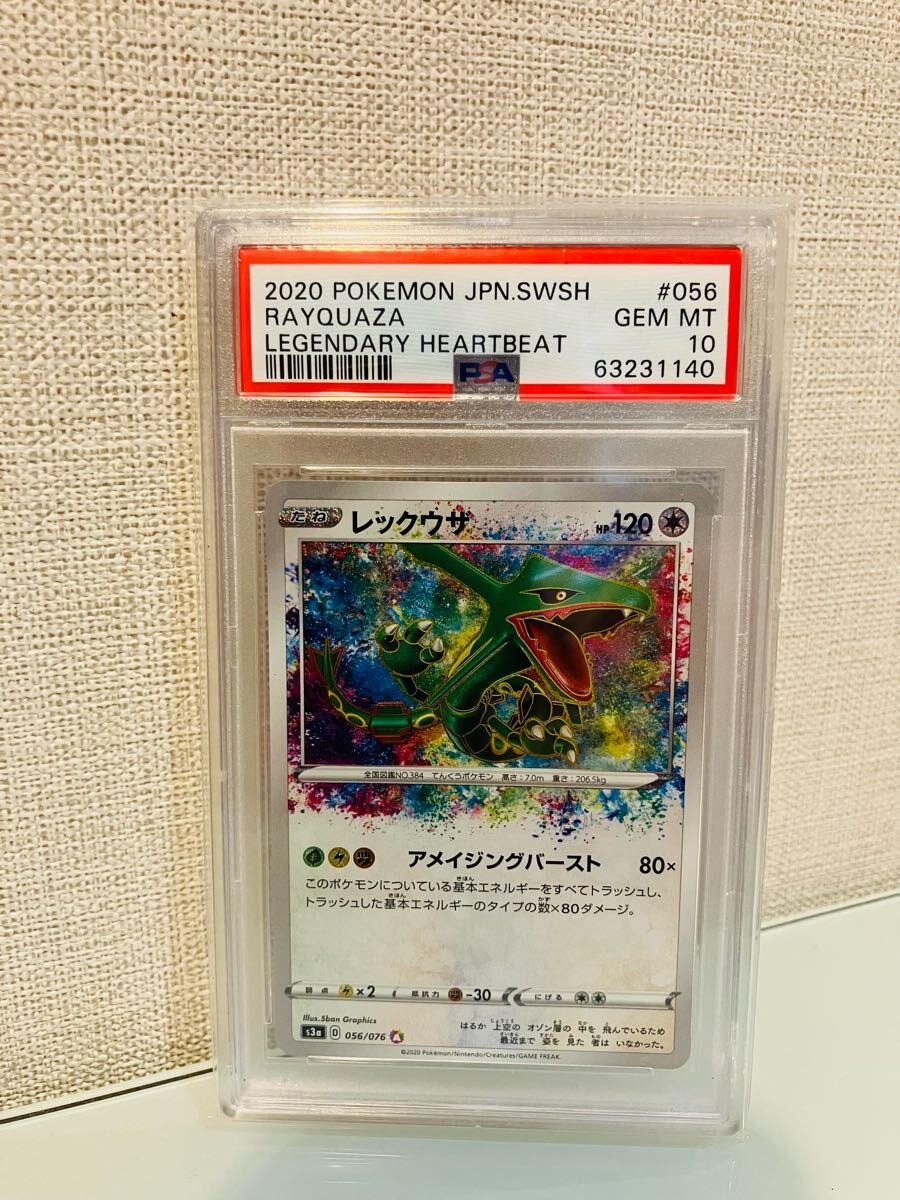 2020 POKEMON JPN.SWSH #056
RAYQUAZA GEM MT
LEGENDARY HEARTBEAT 10
PSA 63231140
たね レックウザ HP 120
全国図鑑NO.384 てんくうポケモン 高さ:7.0m 重さ:206.5kg
アメイジングバースト 80×
このポケモンについている基本エネルギーをすべてトラッシュし、
トラッシュした基本エネルギーのタイプの数×80ダメージ。
弱点 ×2 抵抗力 -30 にげる
Illus.5ban Graphics
はるか上空の オゾン層の 中を 飛んでいるため
s3a D 056/076 A 最近まで 姿を 見た 者は いなかった。
©2020 Pokémon/Nintendo/Creatures/GAME FREAK.